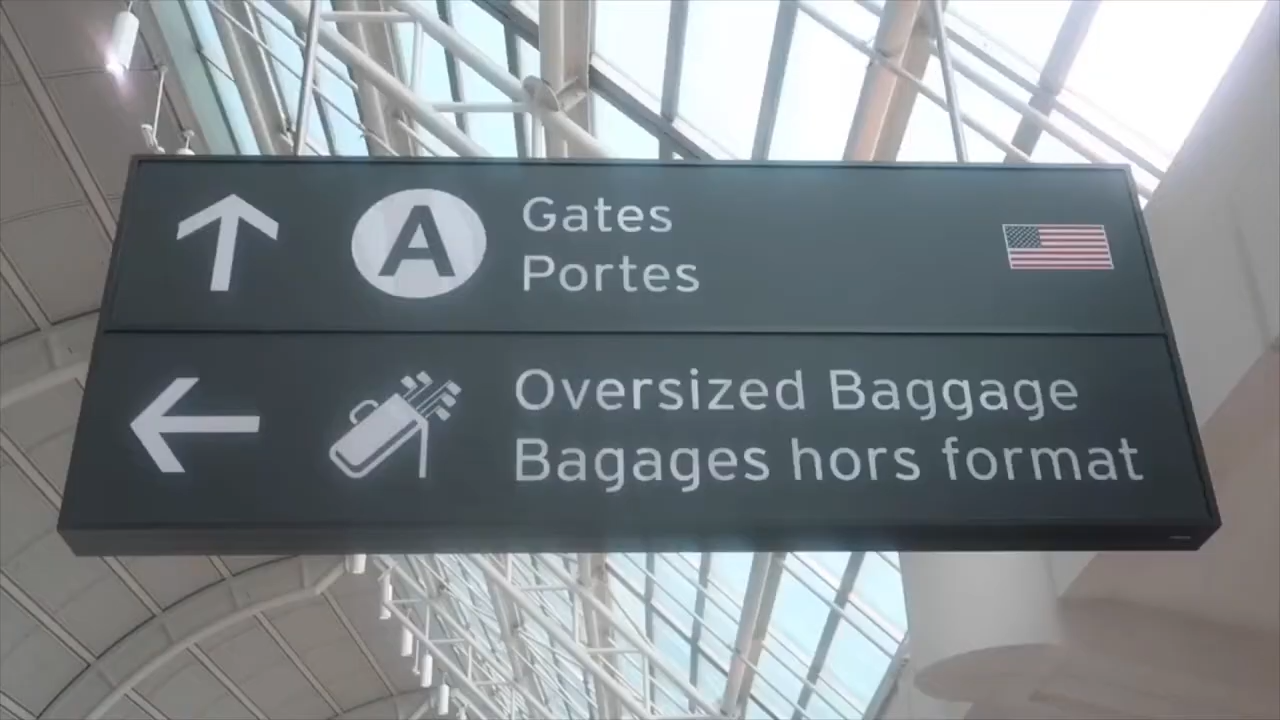 A
Gates
Portes
Oversized Baggage
Bagages hors format